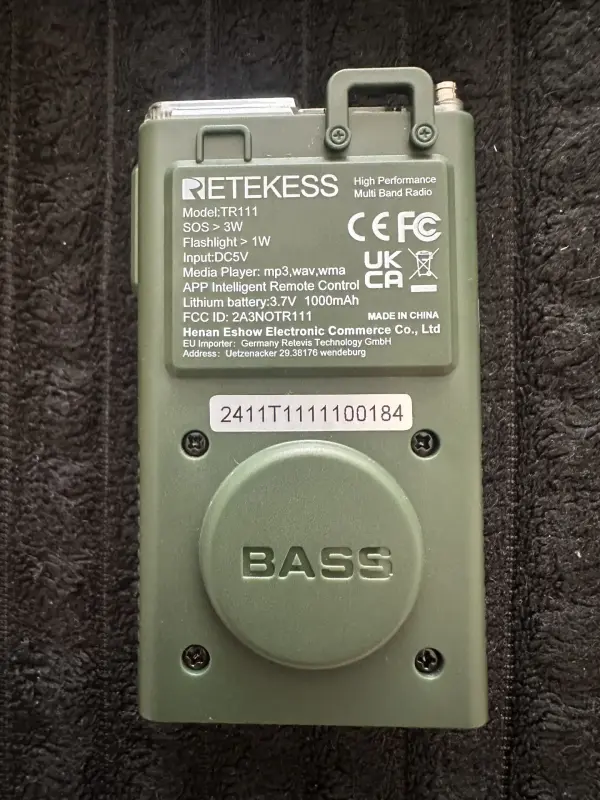 RETEKESS
High Performance
Multi Band Radio
Model:TR111
SOS > 3W
Flashlight > 1W
Input:DC5V
Media Player: mp3,wav,wma
APP Intelligent Remote Control
Lithium battery:3.7V 1000mAh
FCC ID: 2A3NOTR111
CE FC
UK
CA
MADE IN CHINA
Henan Eshow Electronic Commerce Co., Ltd
EU Importer: Germany Retevis Technology GmbH
Address: Uetzenacker 29.38176 wendeburg
2411T1111100184
BASS